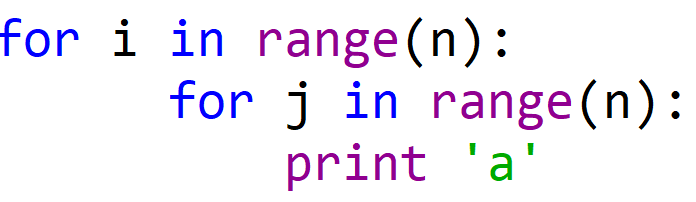 for i in range(n):
for j in range(n):
print 'a'